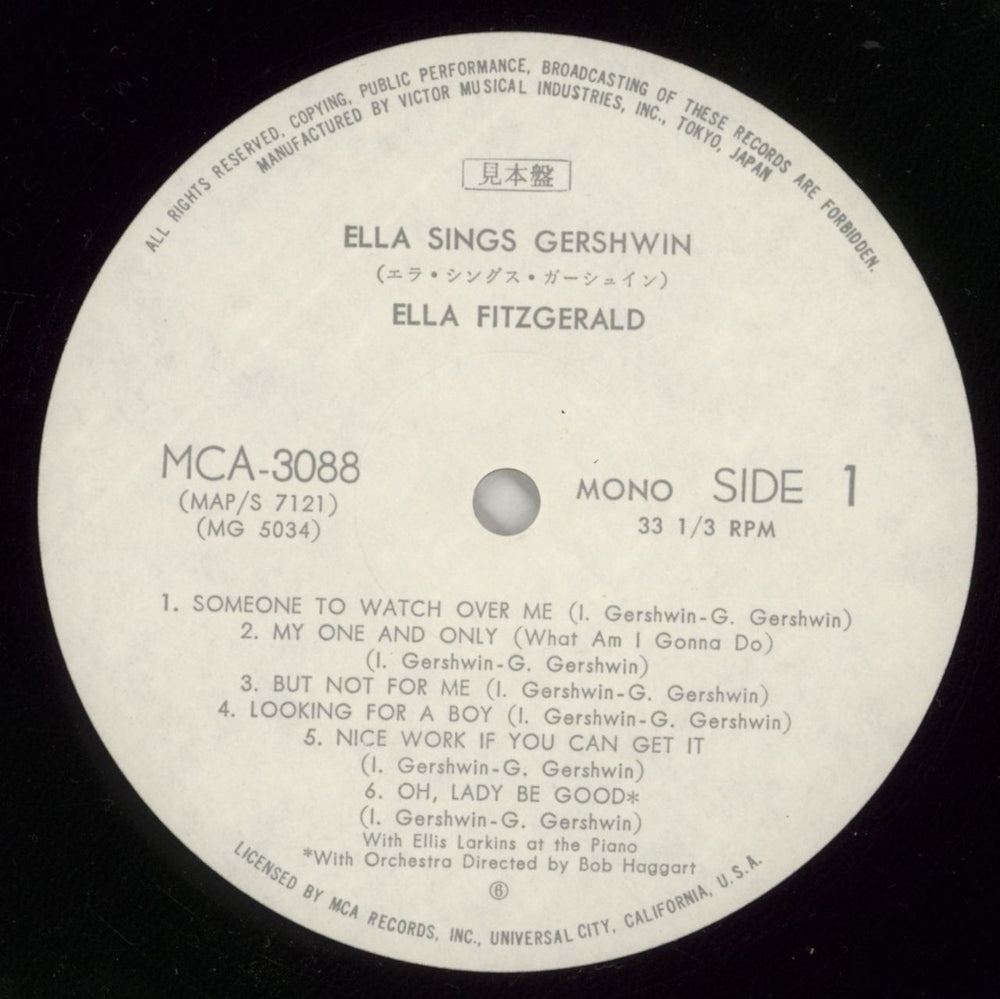 ALL RIGHTS RESERVED, COPYING, PUBLIC PERFORMANCE, BROADCASTING OF THESE RECORDS ARE FORBIDDEN.
MANUFACTURED BY VICTOR MUSICAL INDUSTRIES, INC., TOKYO, JAPAN
見本盤
ELLA SINGS GERSHWIN
(エラ・シングス・ガーシュイン)
ELLA FITZGERALD
MCA-3088
(MAP/S 7121)
(MG 5034)
MONO SIDE 1
33 1/3 RPM
1. SOMEONE TO WATCH OVER ME (I. Gershwin-G. Gershwin)
2. MY ONE AND ONLY (What Am I Gonna Do)
(I. Gershwin-G. Gershwin)
3. BUT NOT FOR ME (I. Gershwin-G. Gershwin)
4. LOOKING FOR A BOY (I. Gershwin-G. Gershwin)
5. NICE WORK IF YOU CAN GET IT
(I. Gershwin-G. Gershwin)
6. OH, LADY BE GOOD*
(I. Gershwin-G. Gershwin)
With Ellis Larkins at the Piano
*With Orchestra Directed by Bob Haggart
⑥
LICENSED BY MCA RECORDS, INC., UNIVERSAL CITY, CALIFORNIA, U.S.A.